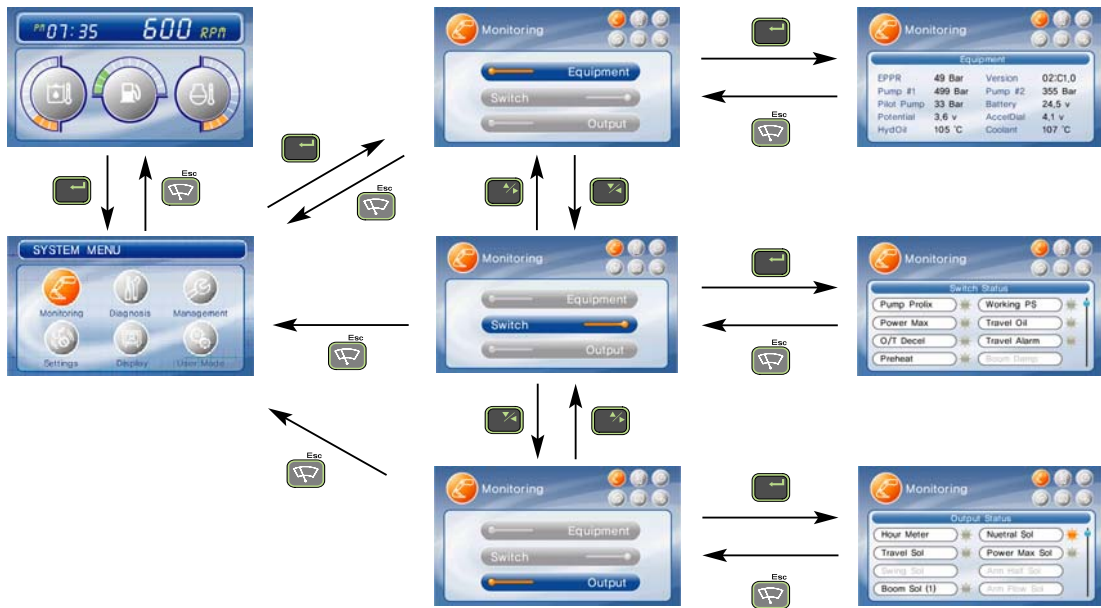 PM 07:35 600 RPM
Esc
SYSTEM MENU
Monitoring Diagnosis Management
Settings Display User Mode
Esc
Esc
Esc
Monitoring
Equipment
Switch
Output
Monitoring
Equipment
Switch
Output
Monitoring
Equipment
Switch
Output
Esc
Esc
Esc
Monitoring
Equipment
EPPR 49 Bar Version 02:C1,0
Pump #1 499 Bar Pump #2 355 Bar
Pilot Pump 33 Bar Battery 24,5 v
Potential 3,6 v AccelDial 4,1 v
HydOil 105 °C Coolant 107 °C
Monitoring
Switch Status
Pump Prolix Working PS
Power Max Travel Oil
O/T Decel Travel Alarm
Preheat Boom Damp
Monitoring
Output Status
Hour Meter Nuetral Sol
Travel Sol Power Max Sol
Swing Sol Arm Half Sol
Boom Sol (1) Arm Flow Sol